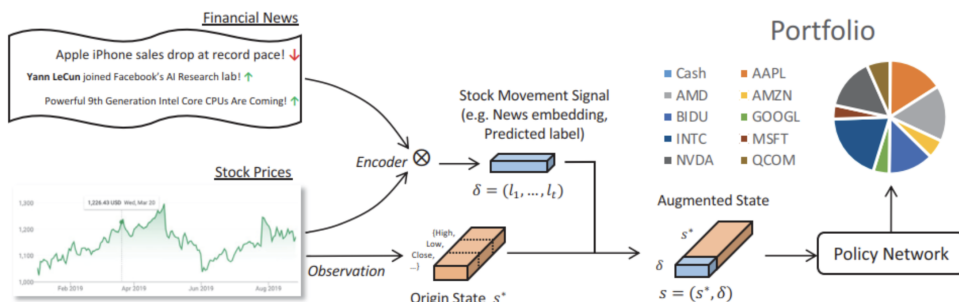 Financial News
Apple iPhone sales drop at record pace! ↓
Yann LeCun joined Facebook's AI Research lab! ↑
Powerful 9th Generation Intel Core CPUs Are Coming! ↑
Stock Prices
1,226.43 USD Wed, Mar 20
1,300
1,200
1,100
1,000
Feb 2019
Apr 2019
Jun 2019
Aug 2019
Encoder ⊗
Observation
Stock Movement Signal
(e.g. News embedding,
Predicted label)
δ = (l₁, ..., lₜ)
(High,
Low,
Close,
...)
Origin State s*
Augmented State
s*
δ
s = (s*, δ)
Policy Network
Portfolio
Cash AAPL
AMD AMZN
BIDU GOOGL
INTC MSFT
NVDA QCOM